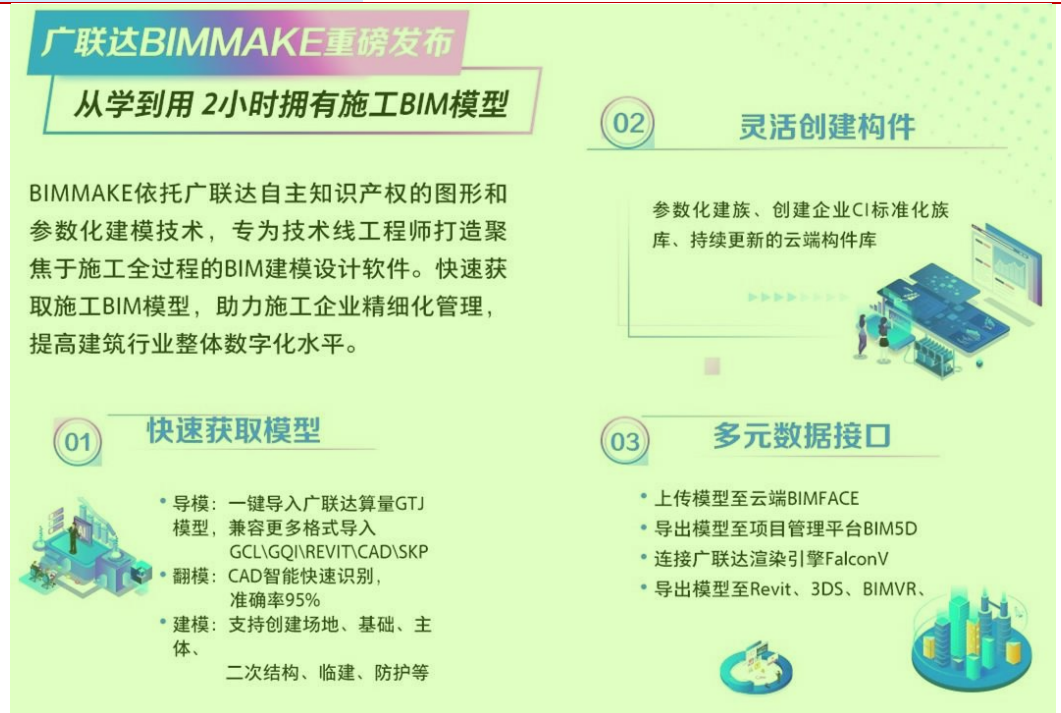 广联达BIMMAKE重磅发布
从学到用 2小时拥有施工BIM模型
BIMMAKE依托广联达自主知识产权的图形和
参数化建模技术，专为技术线工程师打造聚
焦于施工全过程的BIM建模设计软件。快速获
取施工BIM模型，助力施工企业精细化管理，
提高建筑行业整体数字化水平。
01
快速获取模型
• 导模：一键导入广联达算量GTJ
模型，兼容更多格式导入
GCL\GQI\REVIT\CAD\SKP
• 翻模：CAD智能快速识别，
准确率95%
• 建模：支持创建场地、基础、主
体、
二次结构、临建、防护等
02
灵活创建构件
参数化建族、创建企业CI标准化族
库、持续更新的云端构件库
03
多元数据接口
• 上传模型至云端BIMFACE
• 导出模型至项目管理平台BIM5D
• 连接广联达渲染引擎FalconV
• 导出模型至Revit、3DS、BIMVR、